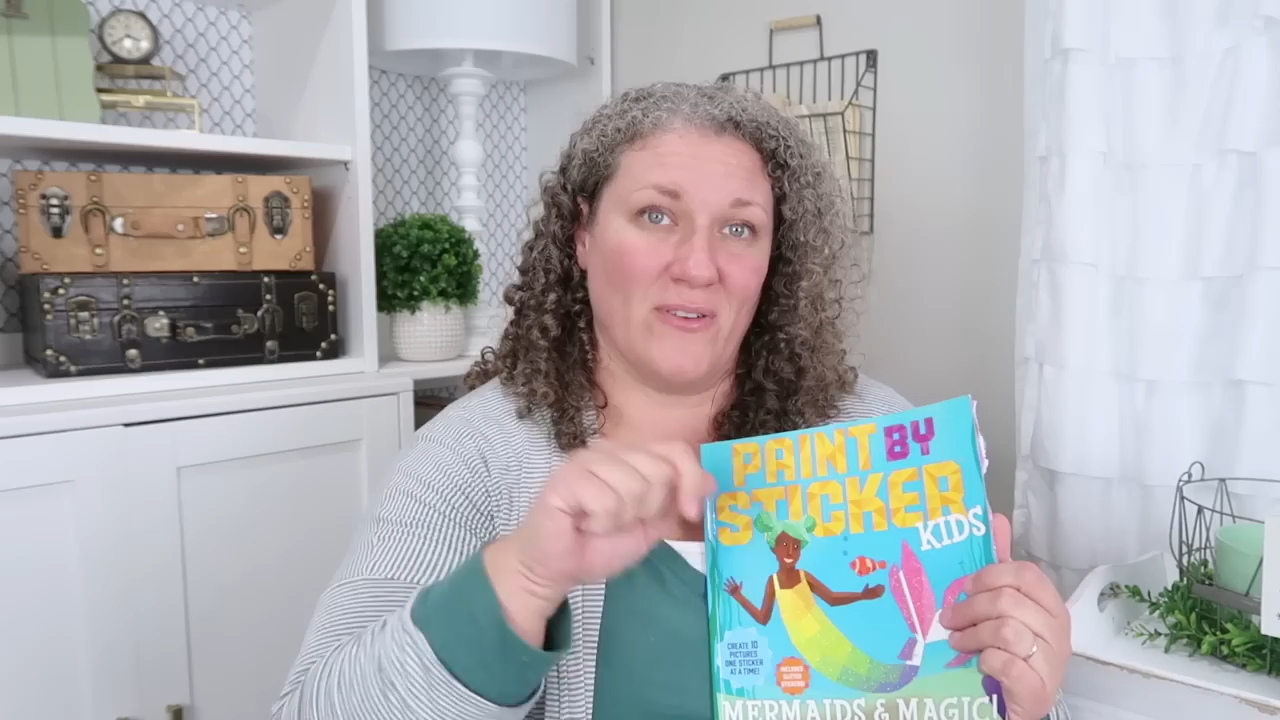 PAINT BY
STICKER
KIDS
CREATE 10
PICTURES
ONE STICKER
AT A TIME!
INCLUDES
GLITTER
STICKERS!
MERMAIDS & MAGIC!